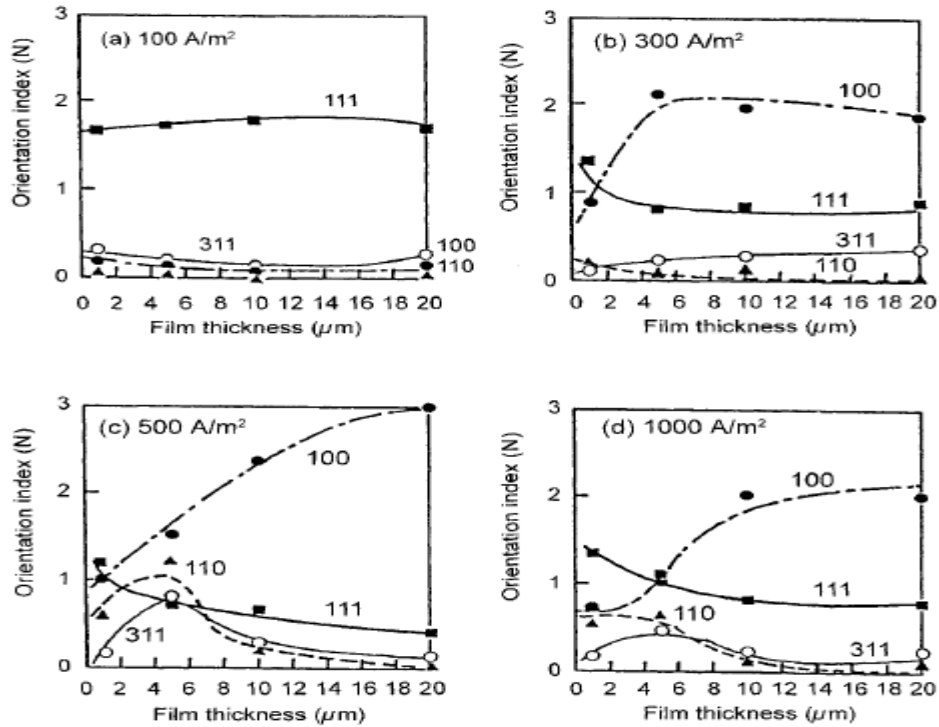 (a) 100 A/m²
Orientation index (N)
3
2
1
0
111
311
100
110
0 2 4 6 8 10 12 14 16 18 20
Film thickness (µm)
(b) 300 A/m²
Orientation index (N)
3
2
1
0
100
111
311
110
0 2 4 6 8 10 12 14 16 18 20
Film thickness (µm)
(c) 500 A/m²
Orientation index (N)
3
2
1
0
100
110
111
311
0 2 4 6 8 10 12 14 16 18 20
Film thickness (µm)
(d) 1000 A/m²
Orientation index (N)
3
2
1
0
100
111
110
311
0 2 4 6 8 10 12 14 16 18 20
Film thickness (µm)